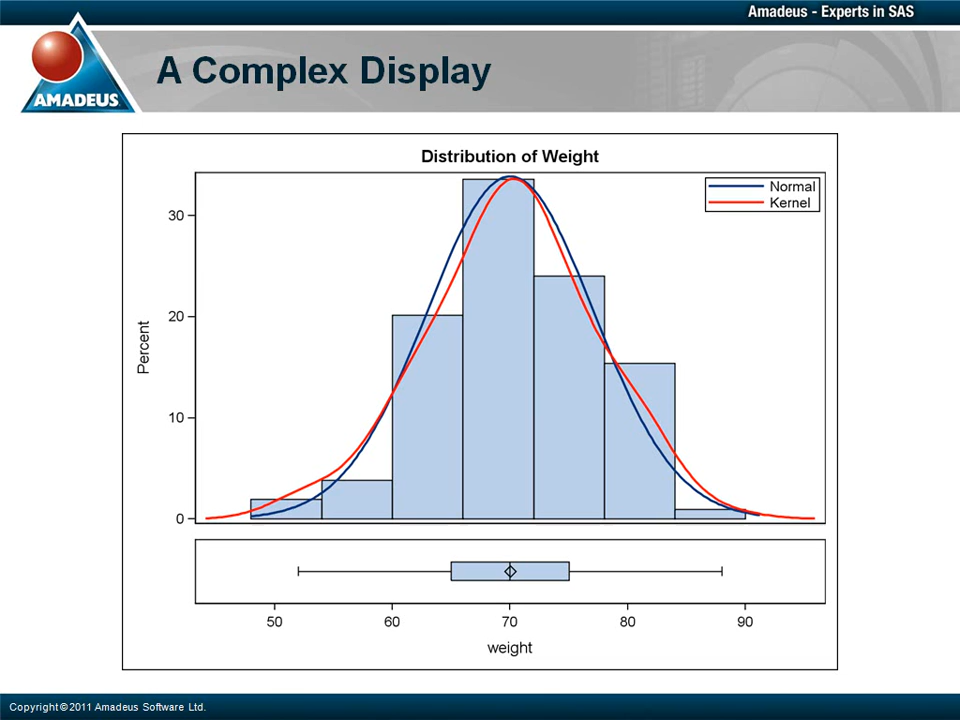 Amadeus - Experts in SAS
AMADEUS
A Complex Display
Distribution of Weight
Normal
Kernel
30
20
10
0
Percent
50 60 70 80 90
weight
Copyright © 2011 Amadeus Software Ltd.